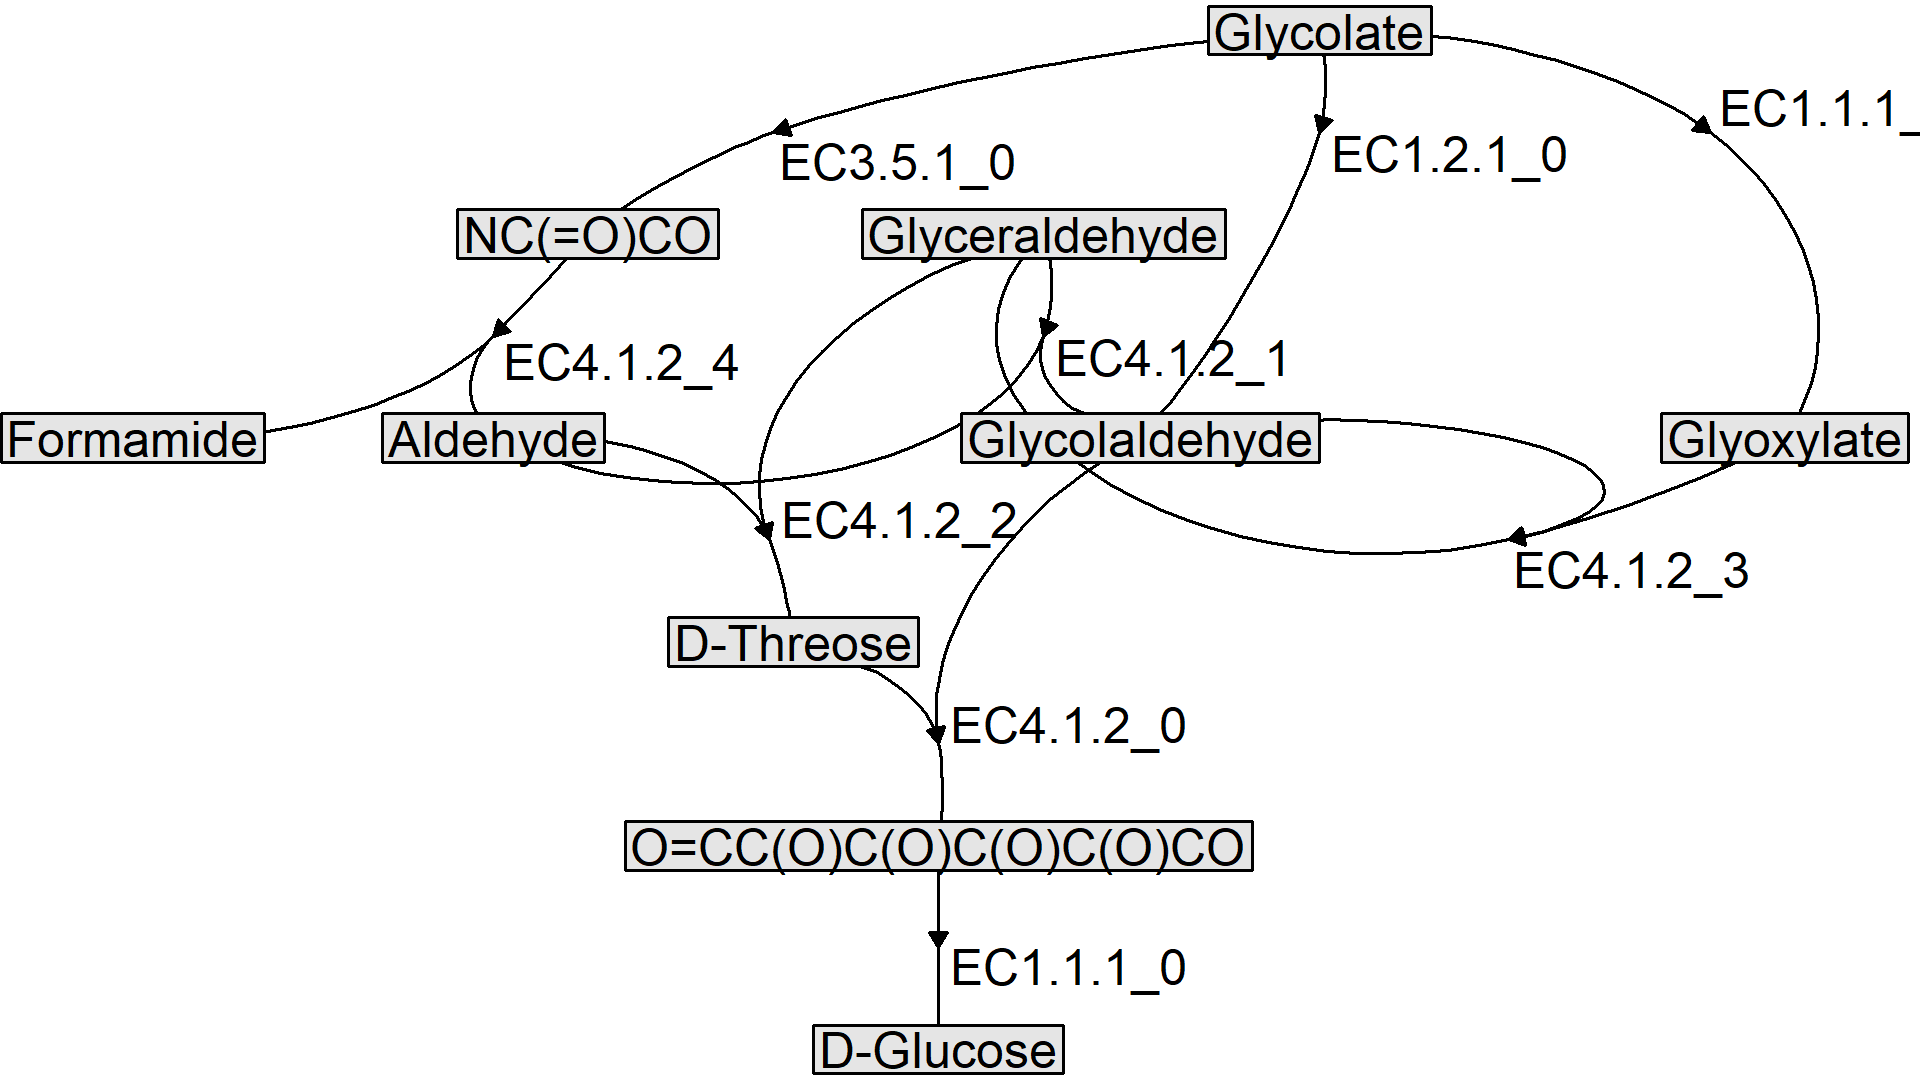 Glycolate
EC1.1.1_
EC3.5.1_0
EC1.2.1_0
NC(=O)CO
Glyceraldehyde
EC4.1.2_4
EC4.1.2_1
Formamide
Aldehyde
Glycolaldehyde
Glyoxylate
EC4.1.2_2
EC4.1.2_3
D-Threose
EC4.1.2_0
O=CC(O)C(O)C(O)C(O)CO
EC1.1.1_0
D-Glucose